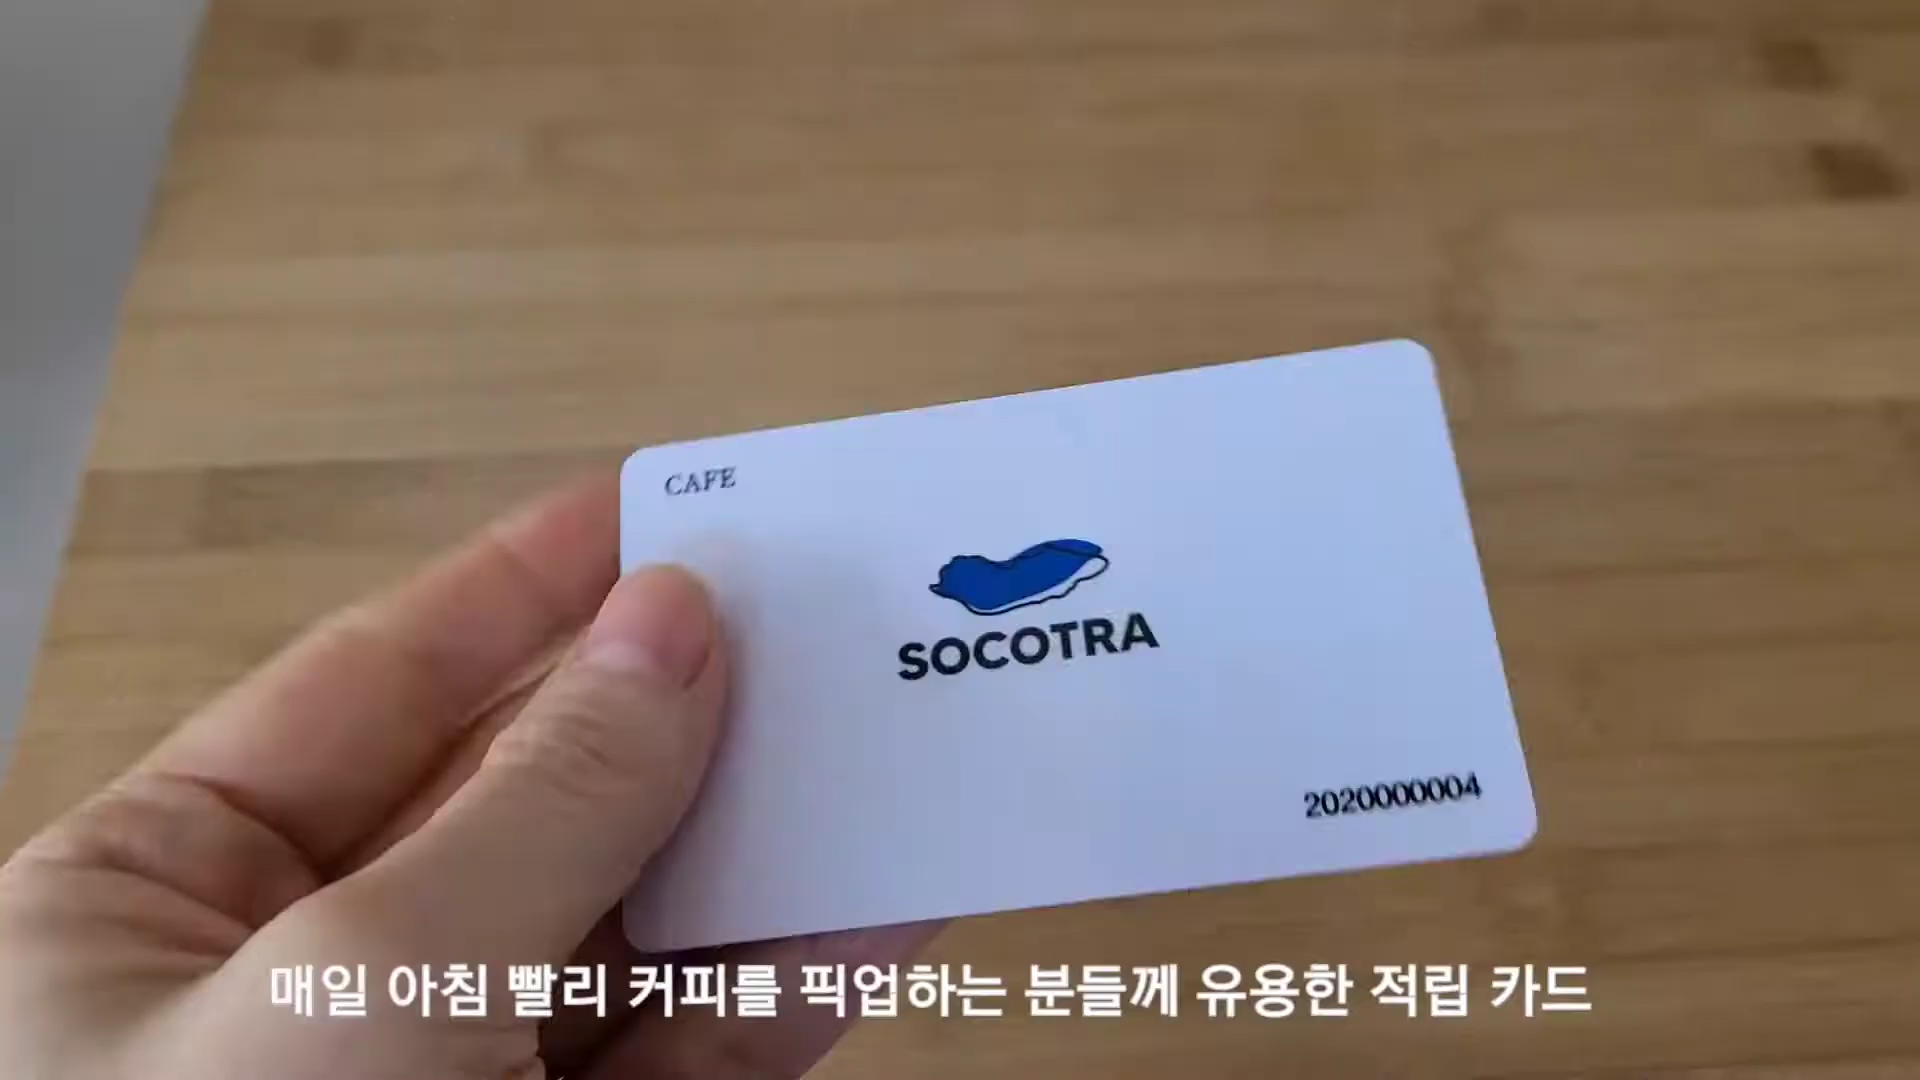 CAFE
SOCOTRA
2020000004
매일 아침 빨리 커피를 픽업하는 분들께 유용한 적립 카드